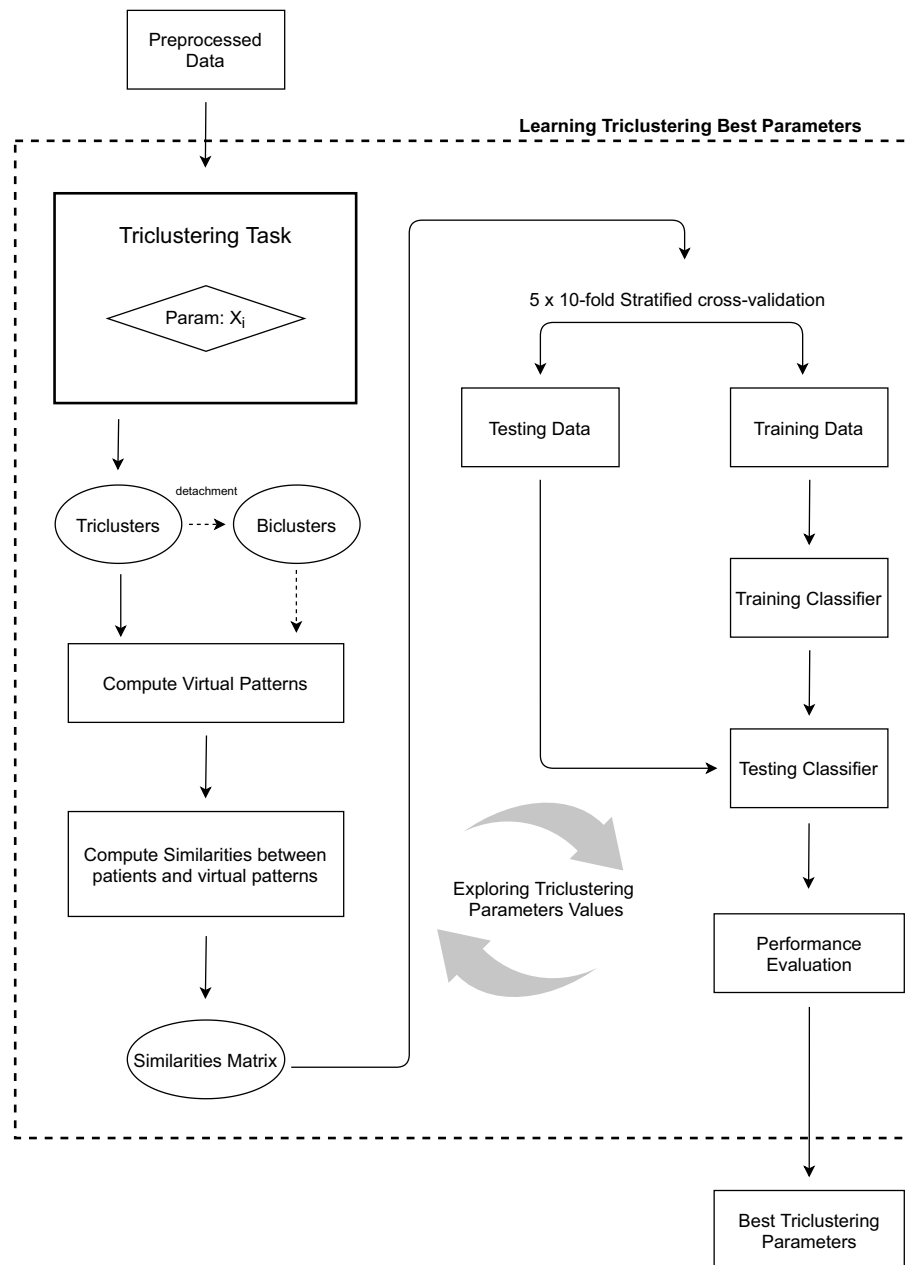 Preprocessed
Data
Learning Triclustering Best Parameters
Triclustering Task
Param: Xi
Triclusters
detachment
Biclusters
Compute Virtual Patterns
Compute Similarities between
patients and virtual patterns
Similarities Matrix
5 x 10-fold Stratified cross-validation
Testing Data
Training Data
Training Classifier
Testing Classifier
Exploring Triclustering
Parameters Values
Performance
Evaluation
Best Triclustering
Parameters